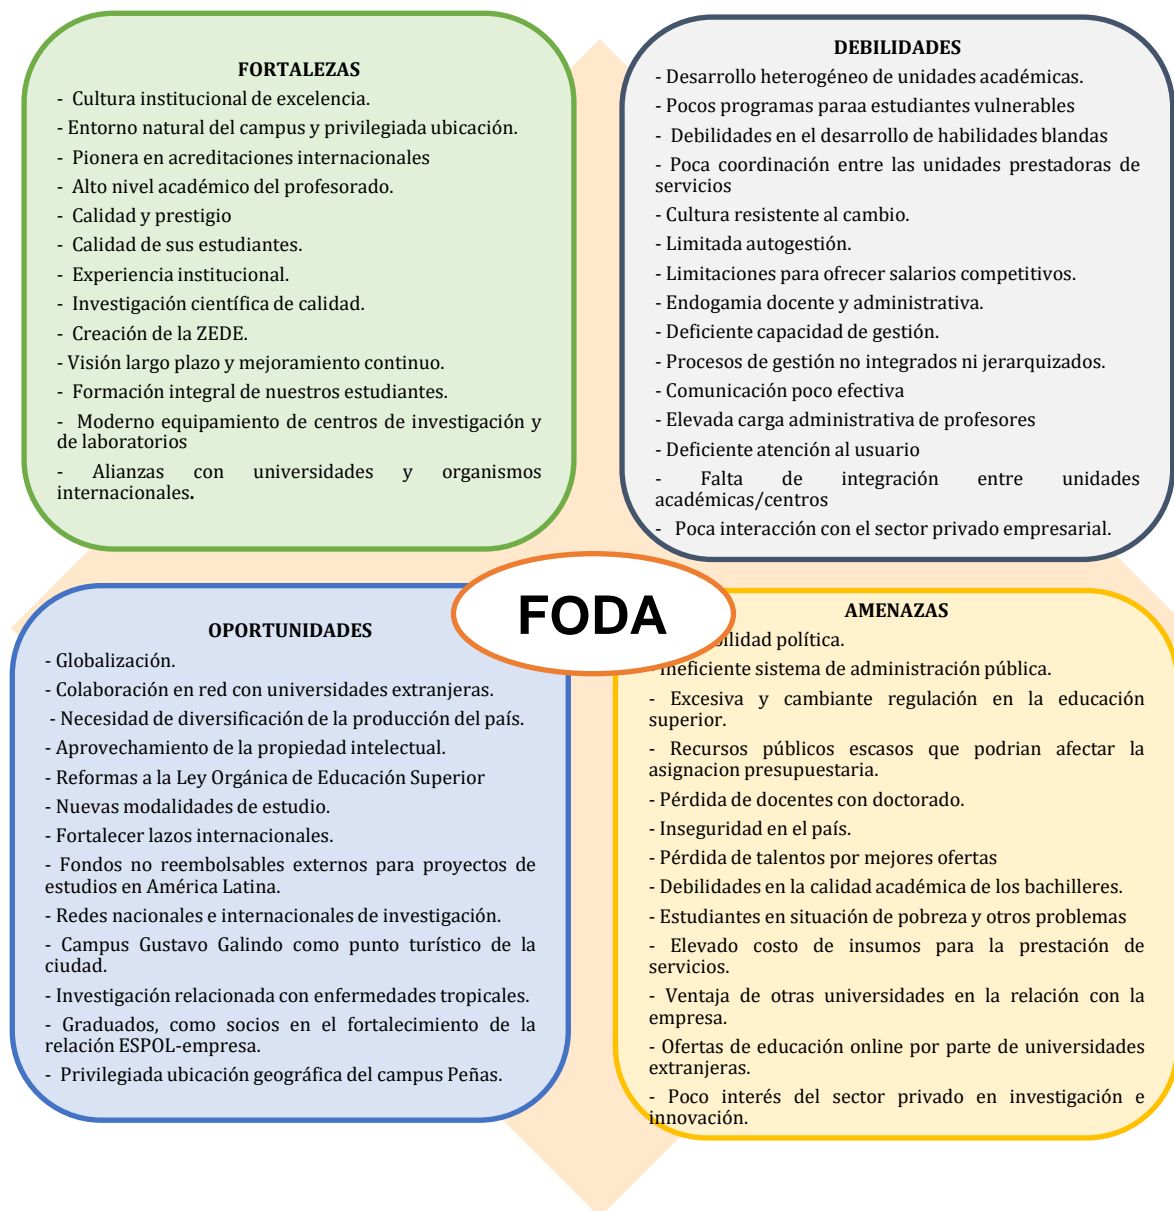 FORTALEZAS
- Cultura institucional de excelencia.
- Entorno natural del campus y privilegiada ubicación.
- Pionera en acreditaciones internacionales
- Alto nivel académico del profesorado.
- Calidad y prestigio
- Calidad de sus estudiantes.
- Experiencia institucional.
- Investigación científica de calidad.
- Creación de la ZEDE.
- Visión largo plazo y mejoramiento continuo.
- Formación integral de nuestros estudiantes.
- Moderno equipamiento de centros de investigación y
de laboratorios
- Alianzas con universidades y organismos
internacionales.
DEBILIDADES
- Desarrollo heterogéneo de unidades académicas.
- Pocos programas paraa estudiantes vulnerables
- Debilidades en el desarrollo de habilidades blandas
- Poca coordinación entre las unidades prestadoras de
servicios
- Cultura resistente al cambio.
- Limitada autogestión.
- Limitaciones para ofrecer salarios competitivos.
- Endogamia docente y administrativa.
- Deficiente capacidad de gestión.
- Procesos de gestión no integrados ni jerarquizados.
- Comunicación poco efectiva
- Elevada carga administrativa de profesores
- Deficiente atención al usuario
- Falta de integración entre unidades
académicas/centros
- Poca interacción con el sector privado empresarial.
FODA
OPORTUNIDADES
- Globalización.
- Colaboración en red con universidades extranjeras.
- Necesidad de diversificación de la producción del país.
- Aprovechamiento de la propiedad intelectual.
- Reformas a la Ley Orgánica de Educación Superior
- Nuevas modalidades de estudio.
- Fortalecer lazos internacionales.
- Fondos no reembolsables externos para proyectos de
estudios en América Latina.
- Redes nacionales e internacionales de investigación.
- Campus Gustavo Galindo como punto turístico de la
ciudad.
- Investigación relacionada con enfermedades tropicales.
- Graduados, como socios en el fortalecimiento de la
relación ESPOL-empresa.
- Privilegiada ubicación geográfica del campus Peñas.
AMENAZAS
política.
- Ineficiente sistema de administración pública.
- Excesiva y cambiante regulación en la educación
superior.
- Recursos públicos escasos que podrian afectar la
asignacion presupuestaria.
- Pérdida de docentes con doctorado.
- Inseguridad en el país.
- Pérdida de talentos por mejores ofertas
- Debilidades en la calidad académica de los bachilleres.
- Estudiantes en situación de pobreza y otros problemas
- Elevado costo de insumos para la prestación de
servicios.
- Ventaja de otras universidades en la relación con la
empresa.
- Ofertas de educación online por parte de universidades
extranjeras.
- Poco interés del sector privado en investigación e
innovación.